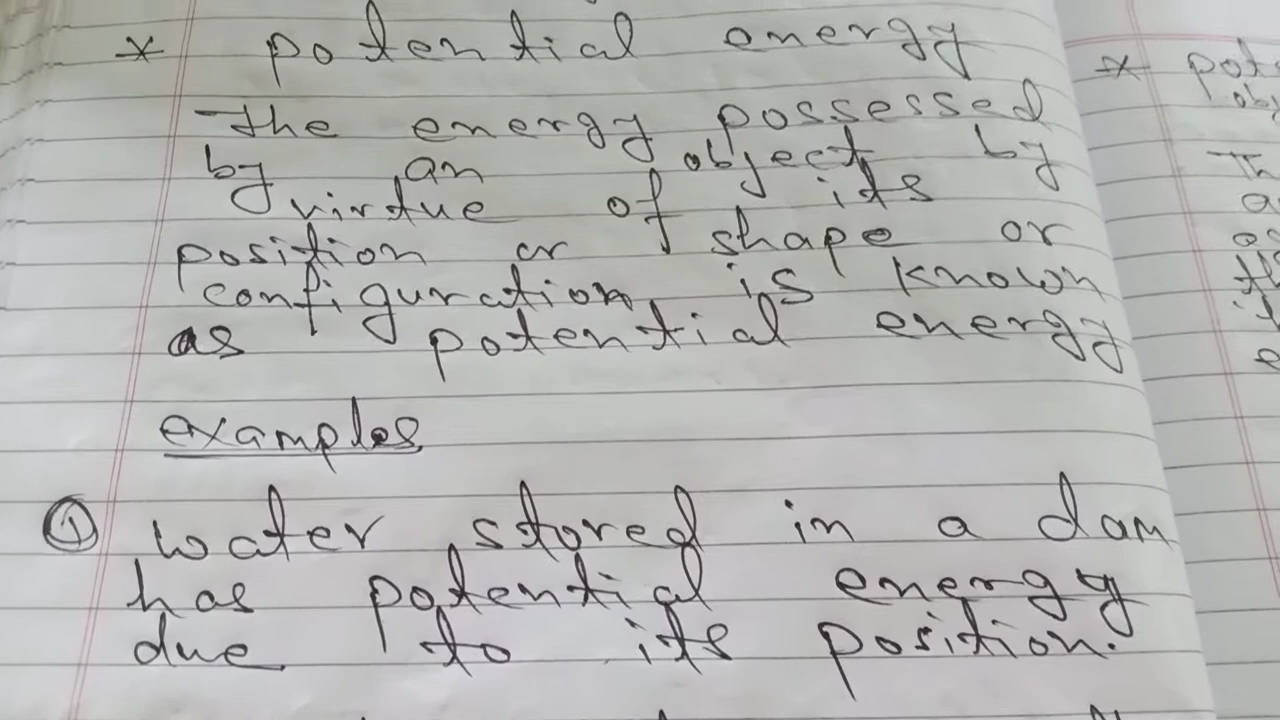 * potential energy
The energy possessed
by an object by
virtue of its
position or shape or
configuration, is known
as potential energy
examples
① Water stored in a dam
has potential energy
due to its position.
*